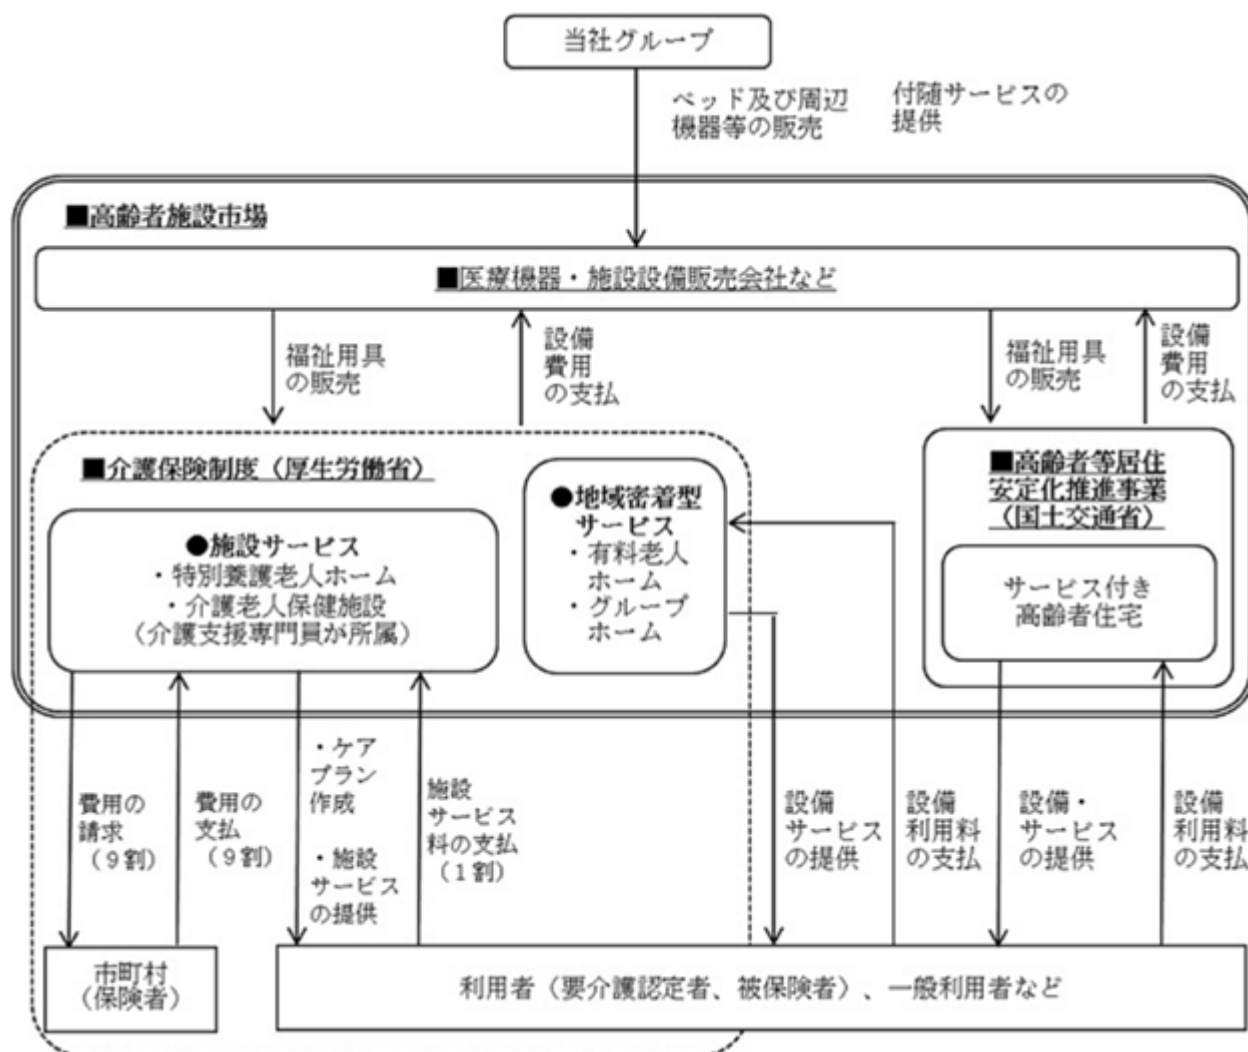 当社グループ
ベッド及び周辺
機器等の販売
付随サービスの
提供
■高齢者施設市場
■医療機器・施設設備販売会社など
福祉用具
の販売
設備
費用
の支払
福祉用具
の販売
設備
費用
の支払
■介護保険制度（厚生労働省）
●施設サービス
・特別養護老人ホーム
・介護老人保健施設
（介護支援専門員が所属）
●地域密着型
サービス
・有料老人
ホーム
・グループ
ホーム
■高齢者等居住
安定化推進事業
（国土交通省）
サービス付き
高齢者住宅
費用の
請求
（９割）
費用の
支払
（９割）
・ケア
プラン
作成
・施設
サービス
の提供
施設
サービス
料の支払
（１割）
設備
サービス
の提供
設備
利用料
の支払
設備・
サービス
の提供
設備
利用料
の支払
市町村
（保険者）
利用者（要介護認定者、被保険者）、一般利用者など